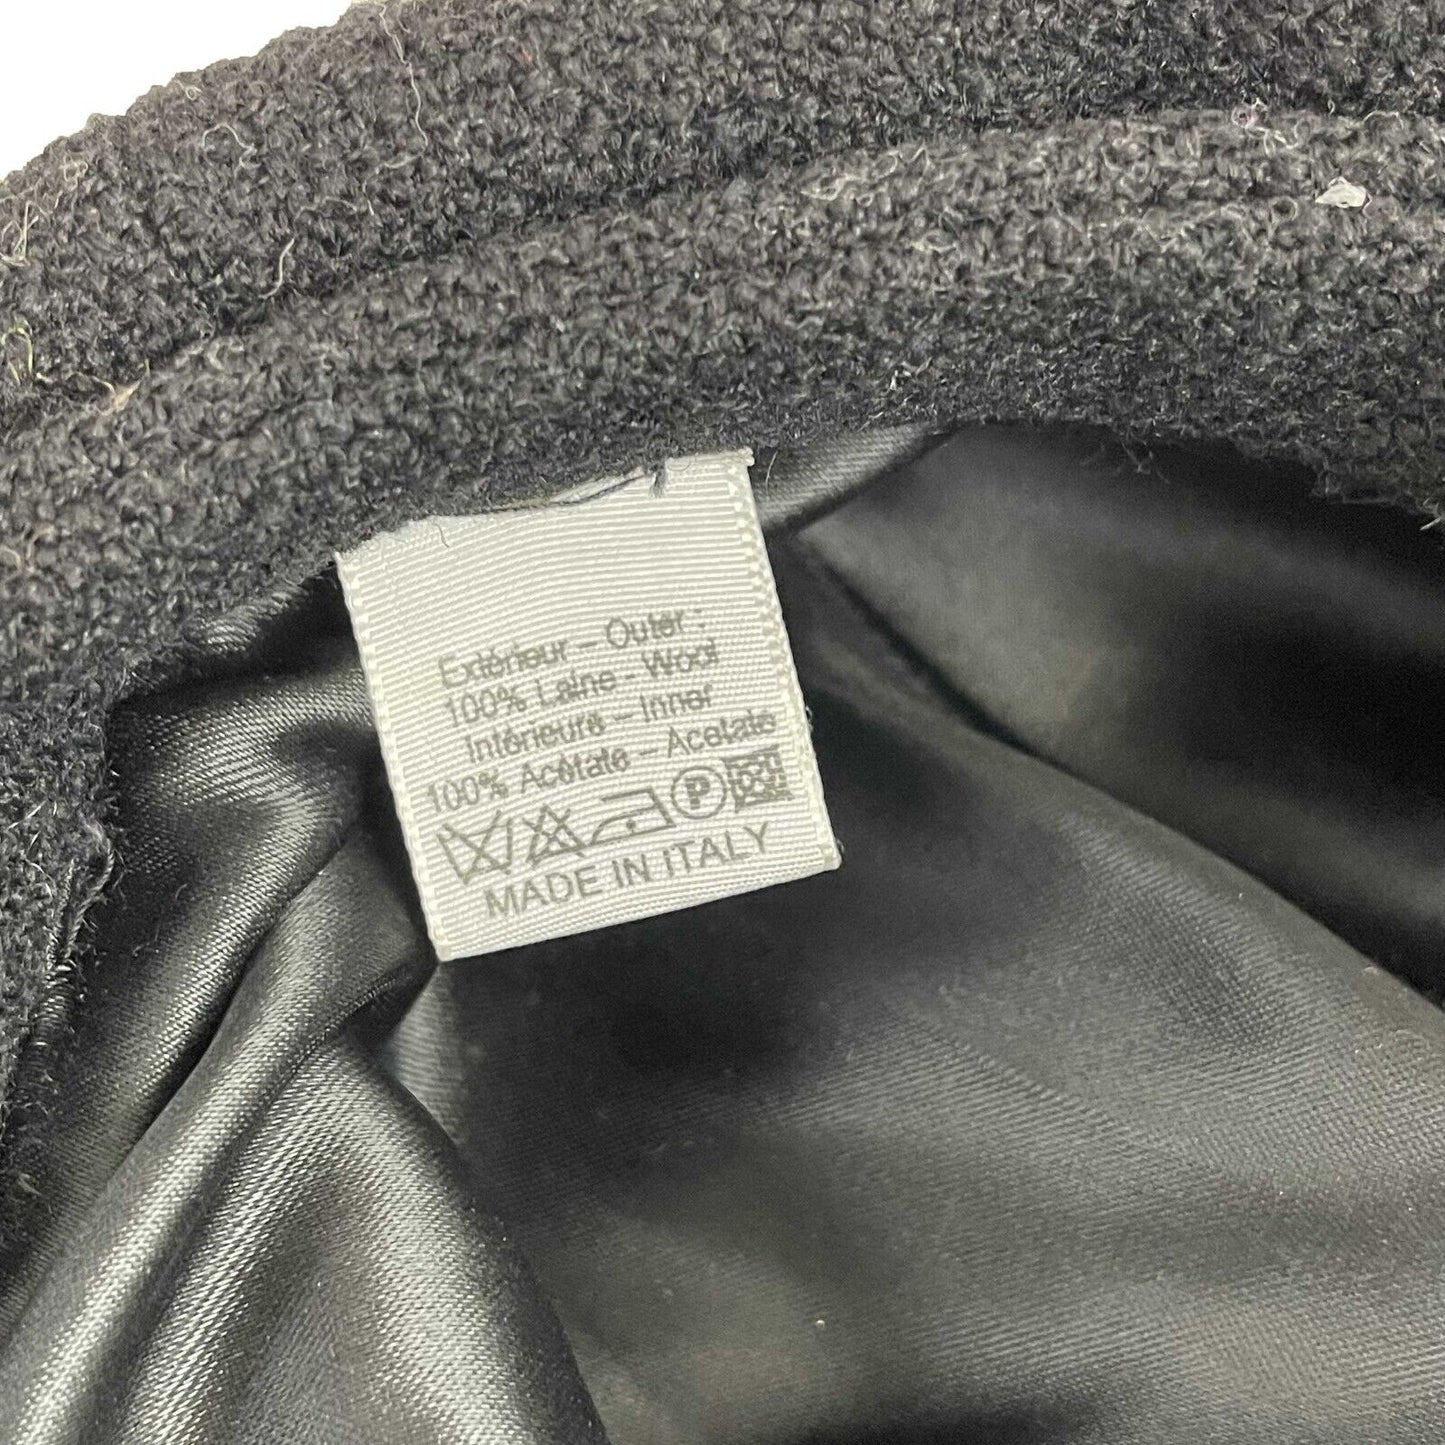 Extérieur – Outer :
100% Laine - Wool
Intérieure – Inner
100% Acétate – Acetate
P
MADE IN ITALY